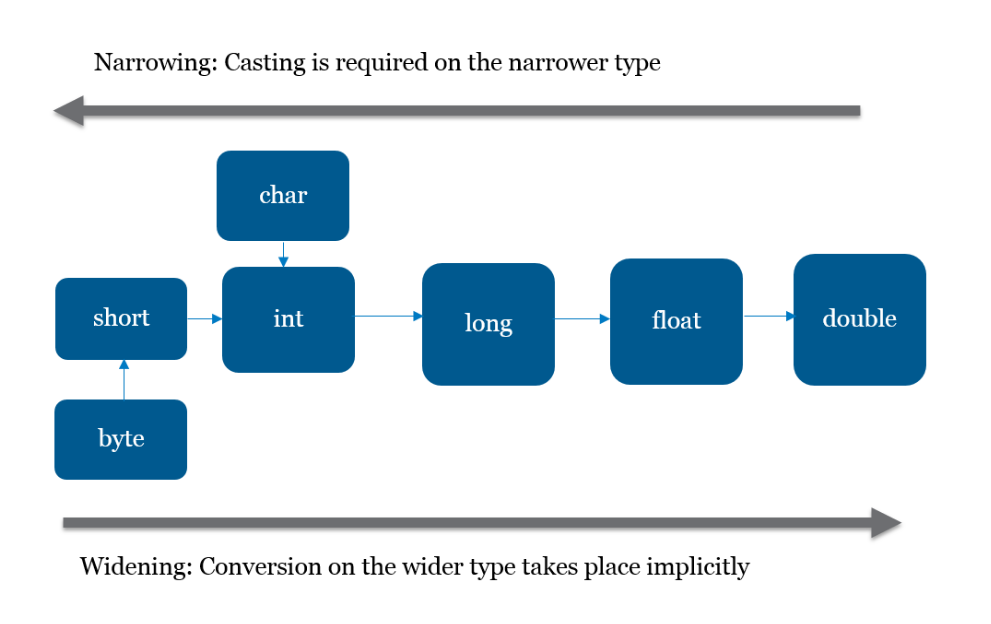 Narrowing: Casting is required on the narrower type
char
short
int
long
float
double
byte
Widening: Conversion on the wider type takes place implicitly